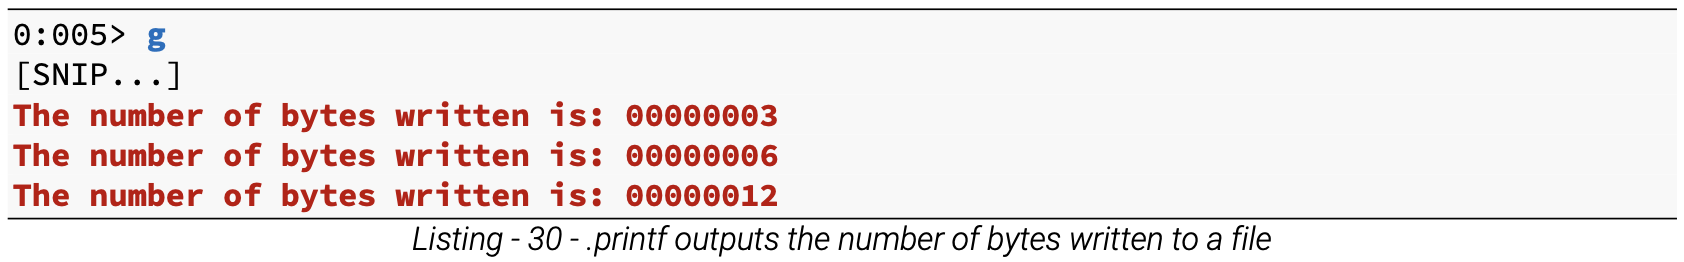 0:005> g
[SNIP...]
The number of bytes written is: 00000003
The number of bytes written is: 00000006
The number of bytes written is: 00000012
Listing - 30 - .printf outputs the number of bytes written to a file